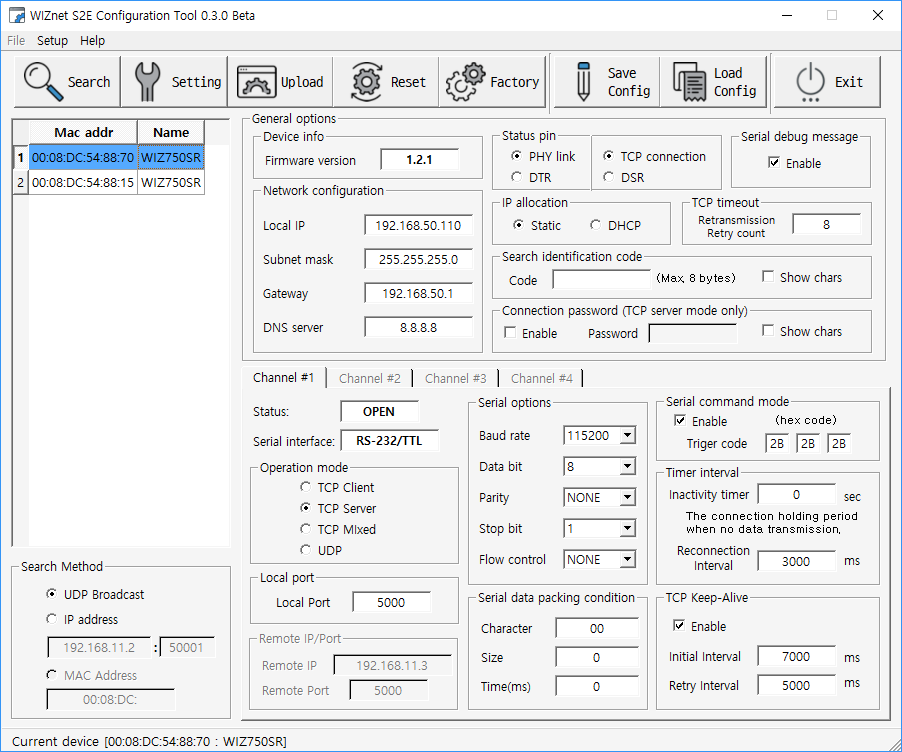 WIZnet S2E Configuration Tool 0.3.0 Beta
File Setup Help
Search Setting Upload Reset Factory Save Config Load Config Exit
Mac addr Name
1 00:08:DC:54:88:70 WIZ750SR
2 00:08:DC:54:88:15 WIZ750SR
Search Method
UDP Broadcast
IP address
192.168.11.2 : 50001
MAC Address
00:08:DC:
General options
Device info
Firmware version 1.2.1
Network configuration
Local IP 192.168.50.110
Subnet mask 255.255.255.0
Gateway 192.168.50.1
DNS server 8.8.8.8
Status pin
PHY link TCP connection
DTR DSR
Serial debug message
Enable
IP allocation
Static DHCP
TCP timeout
Retransmission
Retry count 8
Search identification code
Code (Max. 8 bytes) Show chars
Connection password (TCP server mode only)
Enable Password Show chars
Channel #1 Channel #2 Channel #3 Channel #4
Status: OPEN
Serial interface: RS-232/TTL
Operation mode
TCP Client
TCP Server
TCP MIxed
UDP
Local port
Local Port 5000
Remote IP/Port
Remote IP 192.168.11.3
Remote Port 5000
Serial options
Baud rate 115200
Data bit 8
Parity NONE
Stop bit 1
Flow control NONE
Serial data packing condition
Character 00
Size 0
Time(ms) 0
Serial command mode
Enable (hex code)
Triger code 2B 2B 2B
Timer interval
Inactivity timer 0 sec
The connection holding period
when no data transmission.
Reconnection
Interval 3000 ms
TCP Keep-Alive
Enable
Initial Interval 7000 ms
Retry Interval 5000 ms
Current device [00:08:DC:54:88:70 : WIZ750SR]